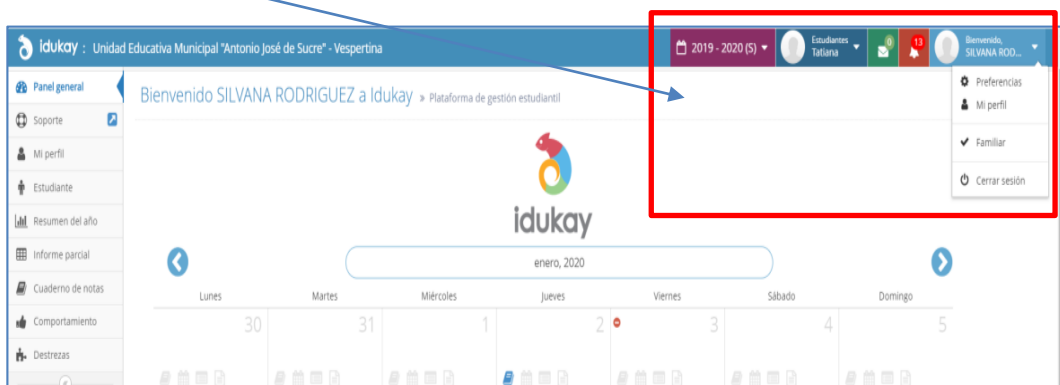 idukay : Unidad Educativa Municipal "Antonio José de Sucre" - Vespertina
2019 - 2020 (S)
Estudiantes
Tatiana
0
13
Bienvenido,
SILVANA ROD...
Preferencias
Mi perfil
Familiar
Cerrar sesión
Panel general
Soporte
Mi perfil
Estudiante
Resumen del año
Informe parcial
Cuaderno de notas
Comportamiento
Destrezas
Bienvenido SILVANA RODRIGUEZ a Idukay » Plataforma de gestión estudiantil
idukay
enero, 2020
Lunes Martes Miércoles Jueves Viernes Sábado Domingo
30 31 1 2 3 4 5